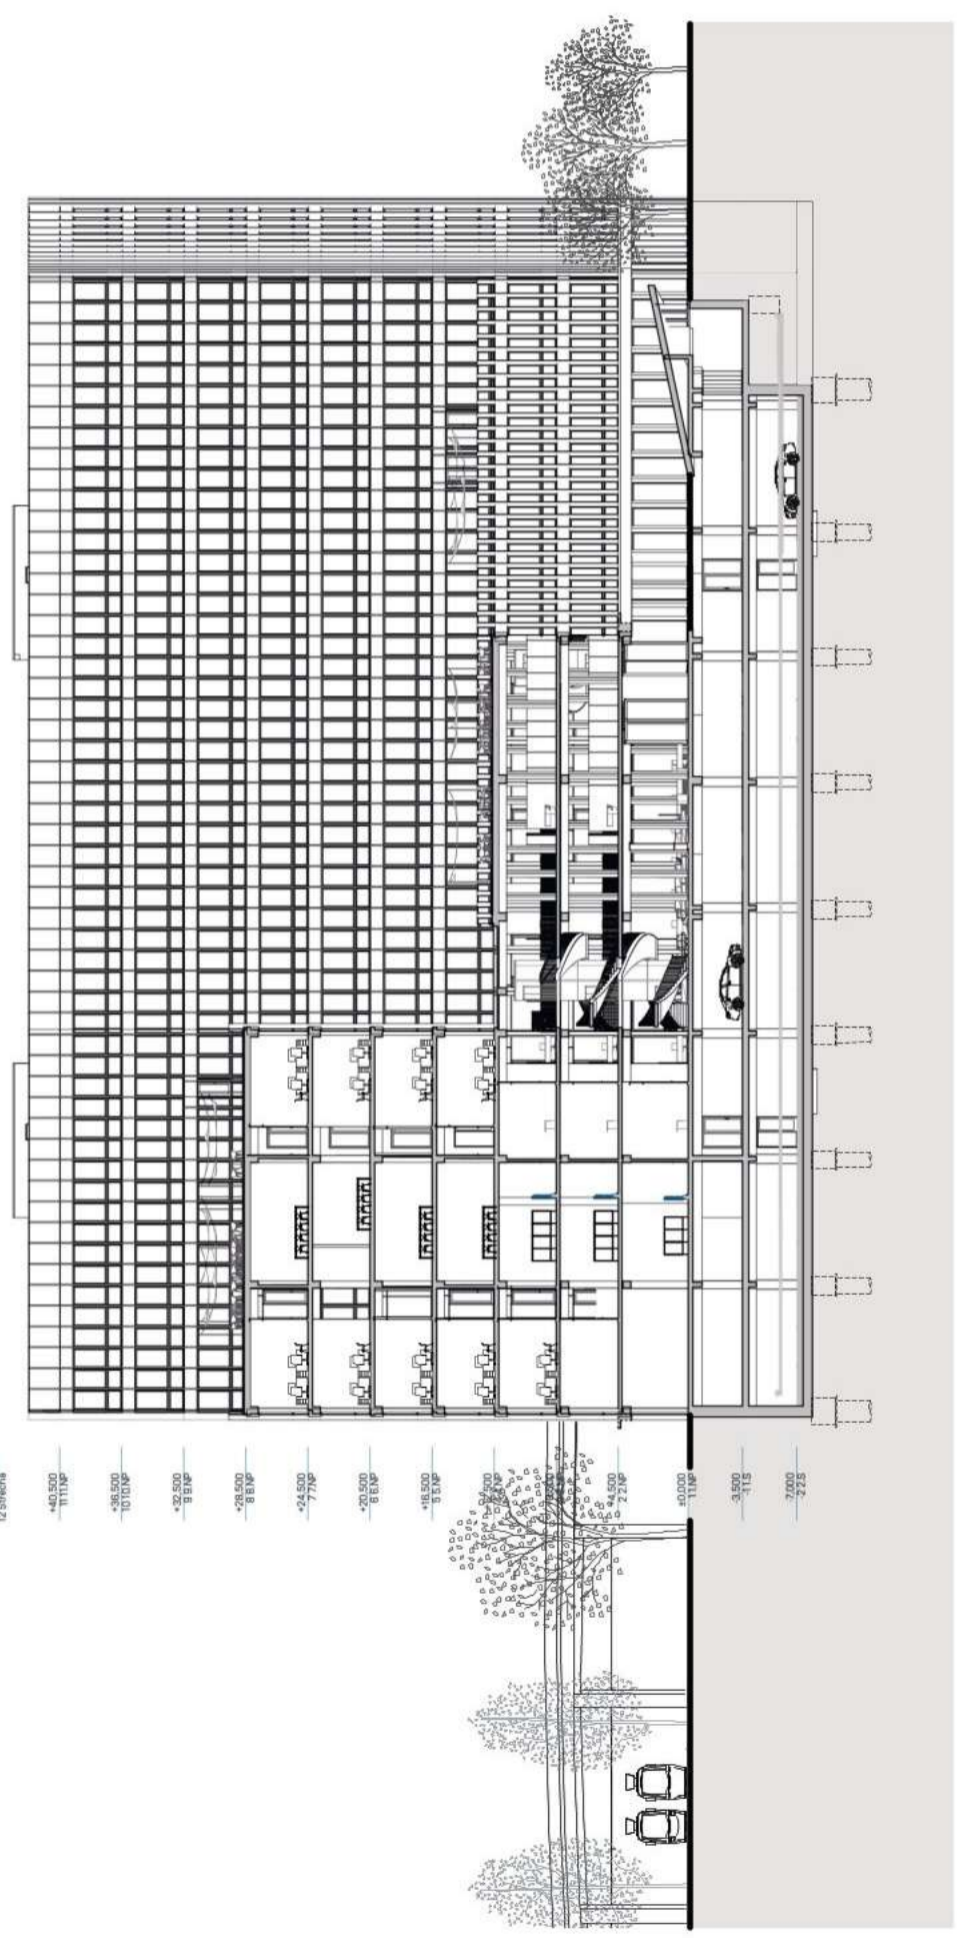 12 Střecha
+40,500
11 11.NP
+36,500
10 10.NP
+32,500
9 9.NP
+28,500
8 8.NP
+24,500
7 7.NP
+20,500
6 6.NP
+16,500
5 5.NP
+4,500
2 2.NP
±0,000
1 1.NP
-3,500
-1 1.S
-7,000
-2 2.S